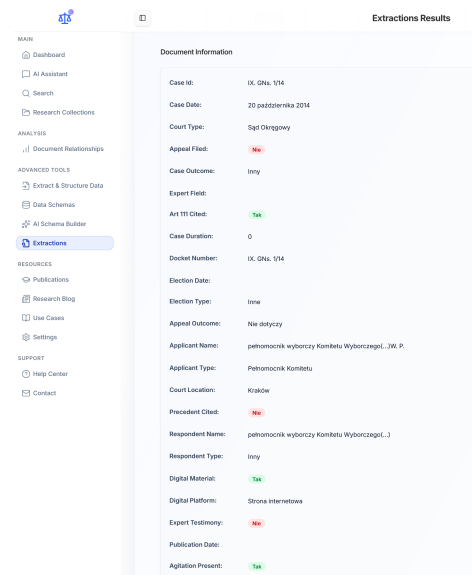 Extractions Results
MAIN
Dashboard
AI Assistant
Search
Research Collections
ANALYSIS
Document Relationships
ADVANCED TOOLS
Extract & Structure Data
Data Schemas
AI Schema Builder
Extractions
RESOURCES
Publications
Research Blog
Use Cases
Settings
SUPPORT
Help Center
Contact
Document Information
Case Id: IX. GNs. 1/14
Case Date: 20 października 2014
Court Type: Sąd Okręgowy
Appeal Filed: Nie
Case Outcome: Inny
Expert Field:
Art 111 Cited: Tak
Case Duration: 0
Docket Number: IX. GNs. 1/14
Election Date:
Election Type: Inne
Appeal Outcome: Nie dotyczy
Applicant Name: pełnomocnik wyborczy Komitetu Wyborczego(...)W. P.
Applicant Type: Pełnomocnik Komitetu
Court Location: Kraków
Precedent Cited: Nie
Respondent Name: pełnomocnik wyborczy Komitetu Wyborczego(...)
Respondent Type: Inny
Digital Material: Tak
Digital Platform: Strona internetowa
Expert Testimony: Nie
Publication Date:
Agitation Present: Tak